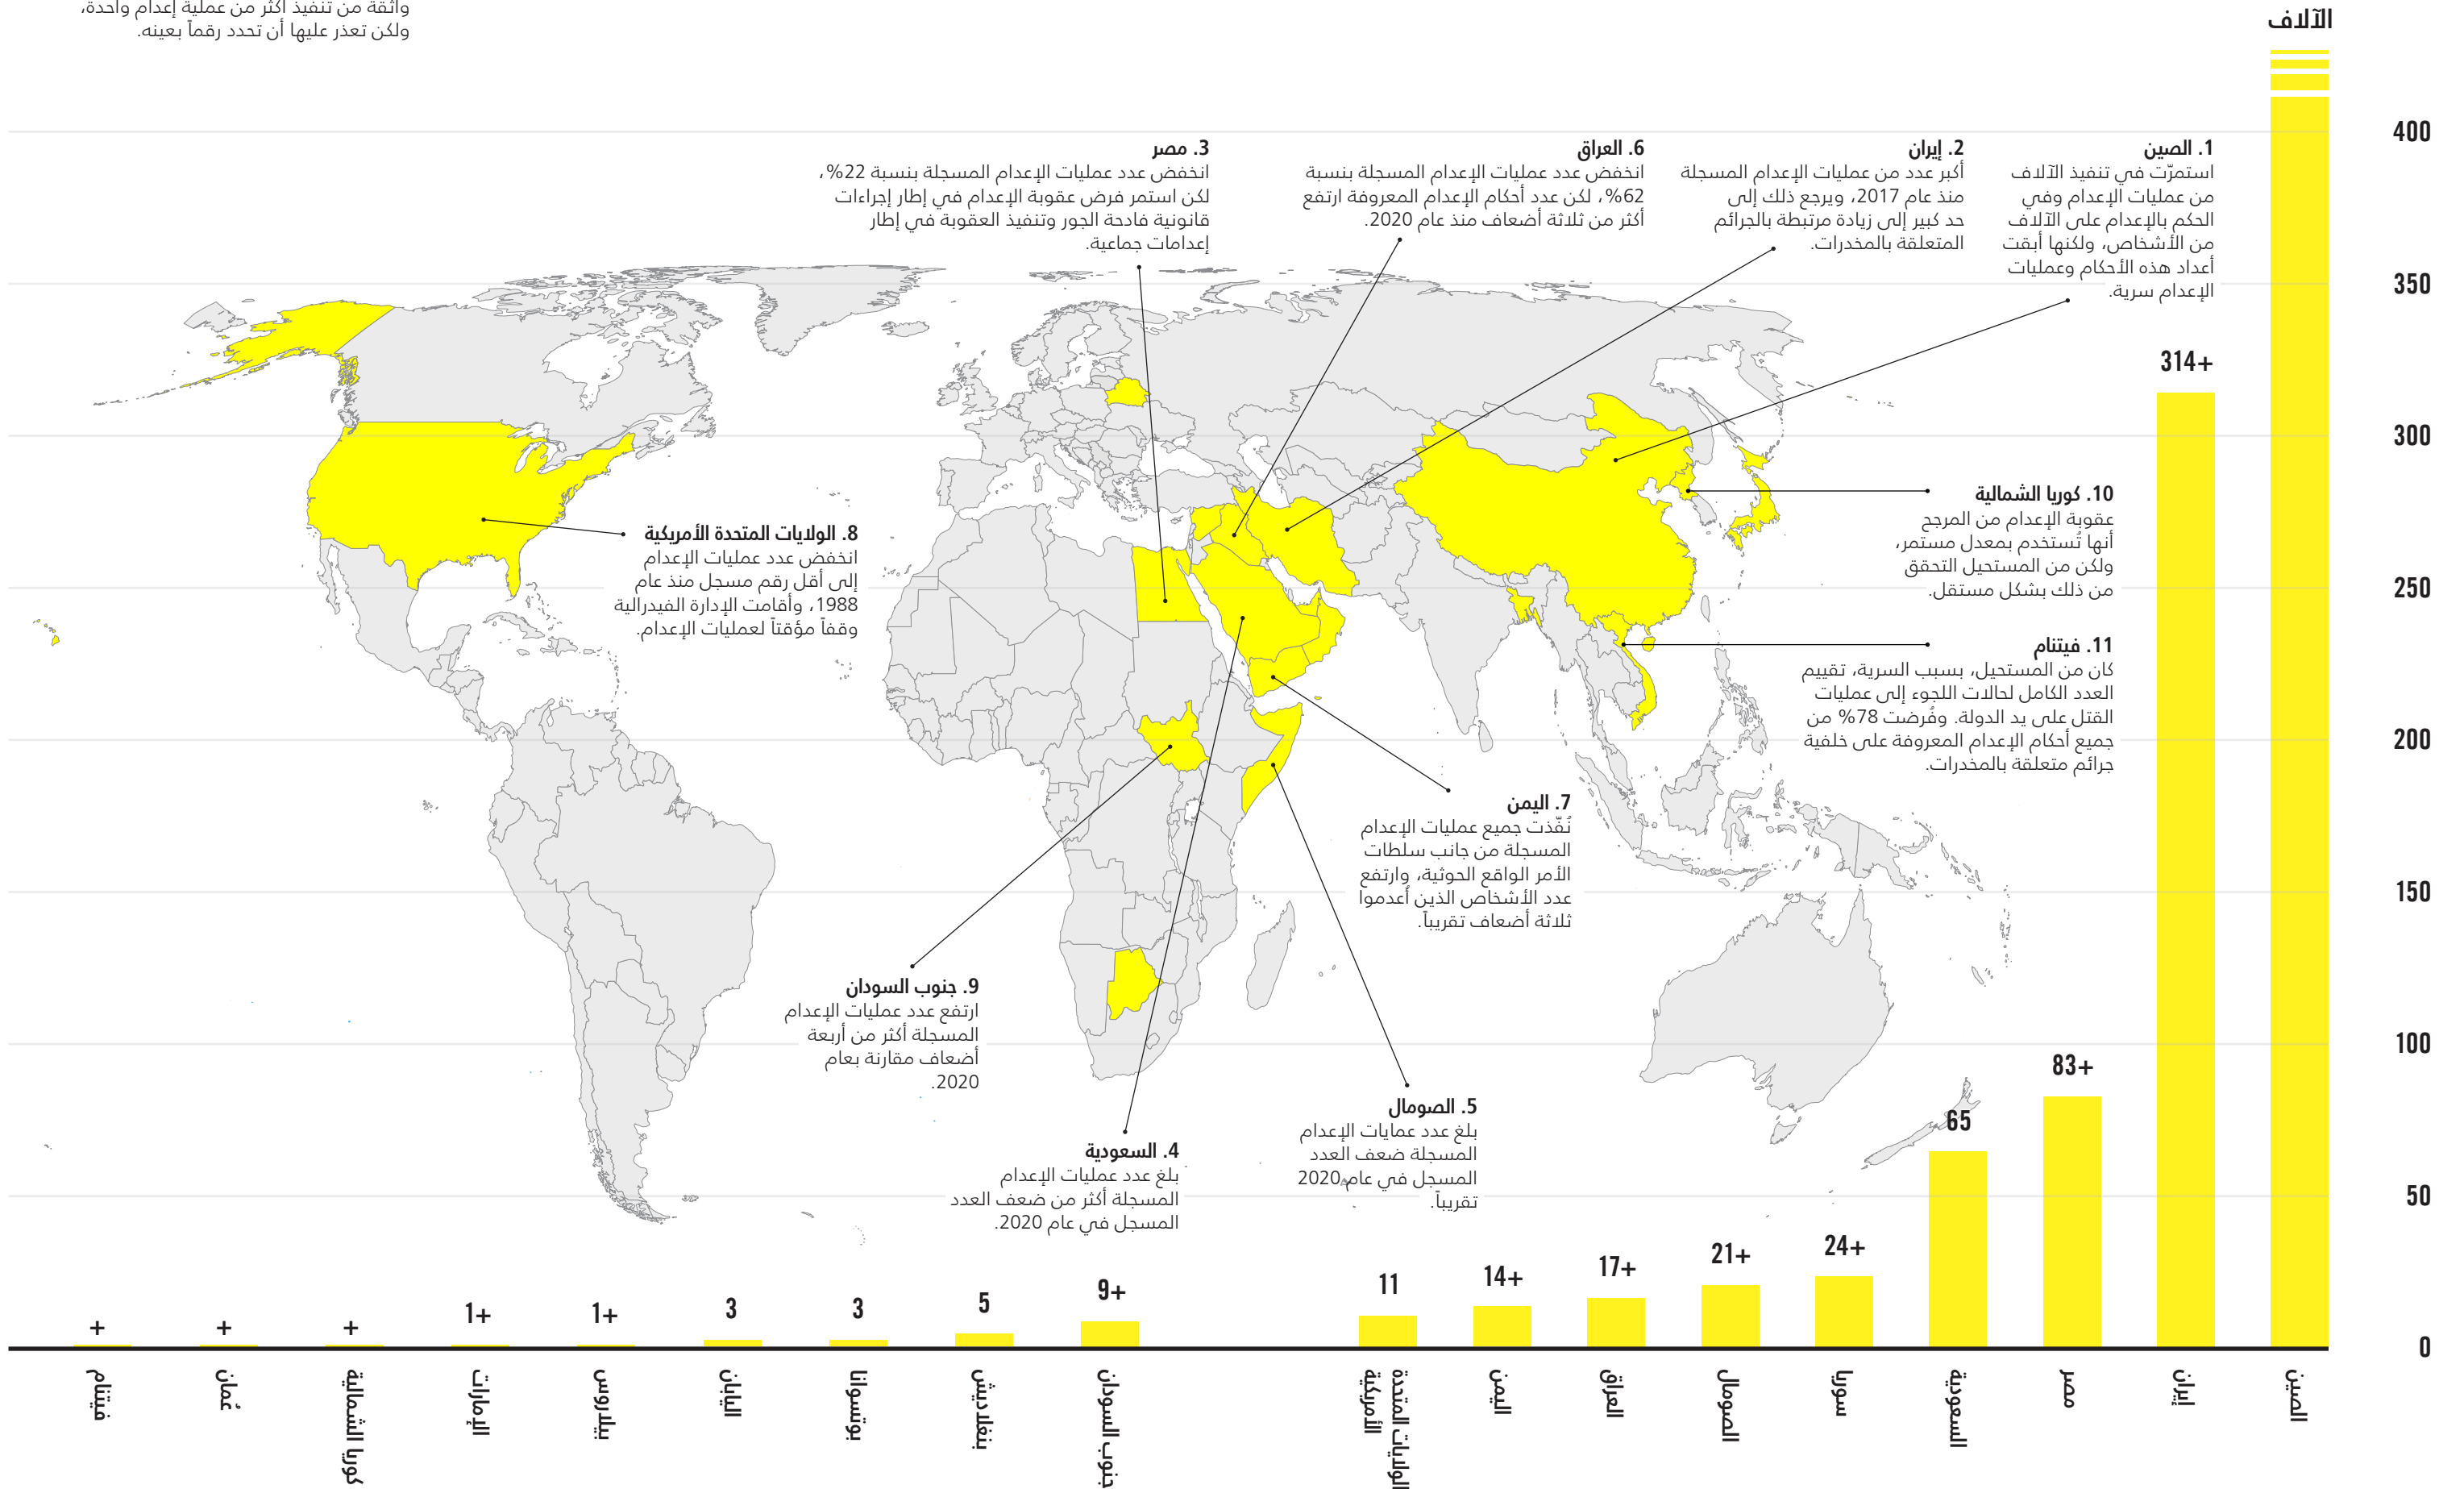 واثقة من تنفيذ أكثر من عملية إعدام واحدة،
ولكن تعذر عليها أن تحدد رقماً بعينه.
الآلاف
400
350
300
250
200
150
100
50
0
1. الصين
استمرّت في تنفيذ الآلاف
من عمليات الإعدام وفي
الحكم بالإعدام على الآلاف
من الأشخاص، ولكنها أبقت
أعداد هذه الأحكام وعمليات
الإعدام سرية.
2. إيران
أكبر عدد من عمليات الإعدام المسجلة
منذ عام 2017، ويرجع ذلك إلى
حد كبير إلى زيادة مرتبطة بالجرائم
المتعلقة بالمخدرات.
6. العراق
انخفض عدد عمليات الإعدام المسجلة بنسبة
62%، لكن عدد أحكام الإعدام المعروفة ارتفع
أكثر من ثلاثة أضعاف منذ عام 2020.
3. مصر
انخفض عدد عمليات الإعدام المسجلة بنسبة 22%،
لكن استمر فرض عقوبة الإعدام في إطار إجراءات
قانونية فادحة الجور وتنفيذ العقوبة في إطار
إعدامات جماعية.
10. كوريا الشمالية
عقوبة الإعدام من المرجح
أنها تُستخدم بمعدل مستمر،
ولكن من المستحيل التحقق
من ذلك بشكل مستقل.
8. الولايات المتحدة الأمريكية
انخفض عدد عمليات الإعدام
إلى أقل رقم مسجل منذ عام
1988، وأقامت الإدارة الفيدرالية
وقفاً مؤقتاً لعمليات الإعدام.
11. فيتنام
كان من المستحيل، بسبب السرية، تقييم
العدد الكامل لحالات اللجوء إلى عمليات
القتل على يد الدولة. وفُرضت 78% من
جميع أحكام الإعدام المعروفة على خلفية
جرائم متعلقة بالمخدرات.
7. اليمن
نُفّذت جميع عمليات الإعدام
المسجلة من جانب سلطات
الأمر الواقع الحوثية، وارتفع
عدد الأشخاص الذين أُعدموا
ثلاثة أضعاف تقريباً.
9. جنوب السودان
ارتفع عدد عمليات الإعدام
المسجلة أكثر من أربعة
أضعاف مقارنة بعام
2020.
5. الصومال
بلغ عدد عمايات الإعدام
المسجلة ضعف العدد
المسجل في عام 2020
تقريباً.
4. السعودية
بلغ عدد عمليات الإعدام
المسجلة أكثر من ضعف العدد
المسجل في عام 2020.
314+
83+
65
24+
21+
17+
14+
11
9+
5
3
3
1+
1+
+
+
+
الصين
إيران
مصر
السعودية
سوريا
الصومال
العراق
اليمن
الولايات المتحدة
الأمريكية
جنوب السودان
بنغلاديش
بوتسوانا
اليابان
بيلاروس
الإمارات
كوريا الشمالية
عُمان
فيتنام